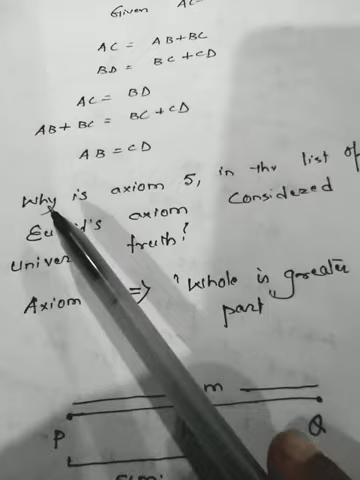 Given AC=
AC = AB+BC
BD = BC+CD
AC = BD
AB+BC = BC+CD
AB=CD
Why is axiom 5, in the list of
axiom Considered
truth?
Axiom => "Whole is greater
part"
m
P Q